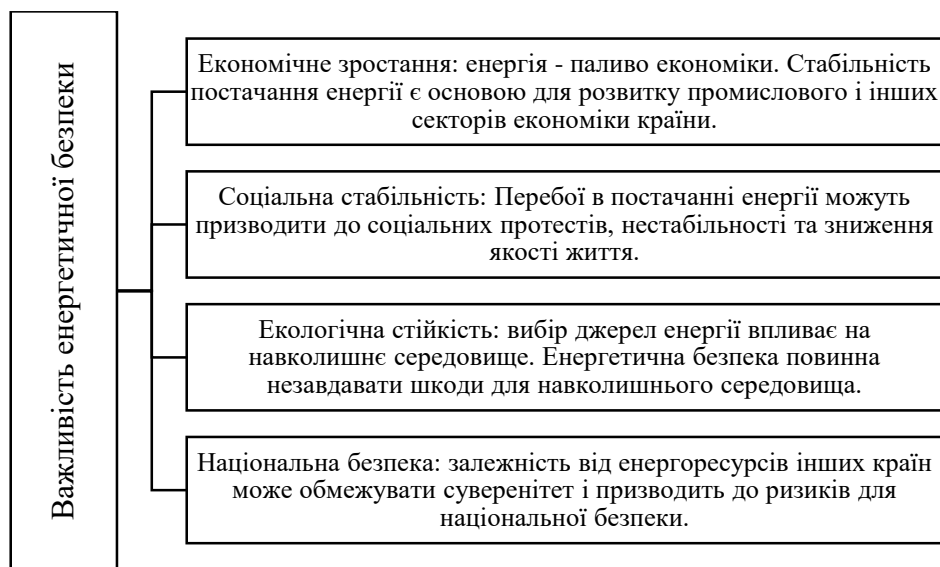 Важливість енергетичної безпеки
Економічне зростання: енергія - паливо економіки. Стабільність
постачання енергії є основою для розвитку промислового і інших
секторів економіки країни.
Соціальна стабільність: Перебої в постачанні енергії можуть
призводити до соціальних протестів, нестабільності та зниження
якості життя.
Екологічна стійкість: вибір джерел енергії впливає на
навколишнє середовище. Енергетична безпека повинна
незавдавати шкоди для навколишнього середовища.
Національна безпека: залежність від енергоресурсів інших країн
може обмежувати суверенітет і призводить до ризиків для
національної безпеки.